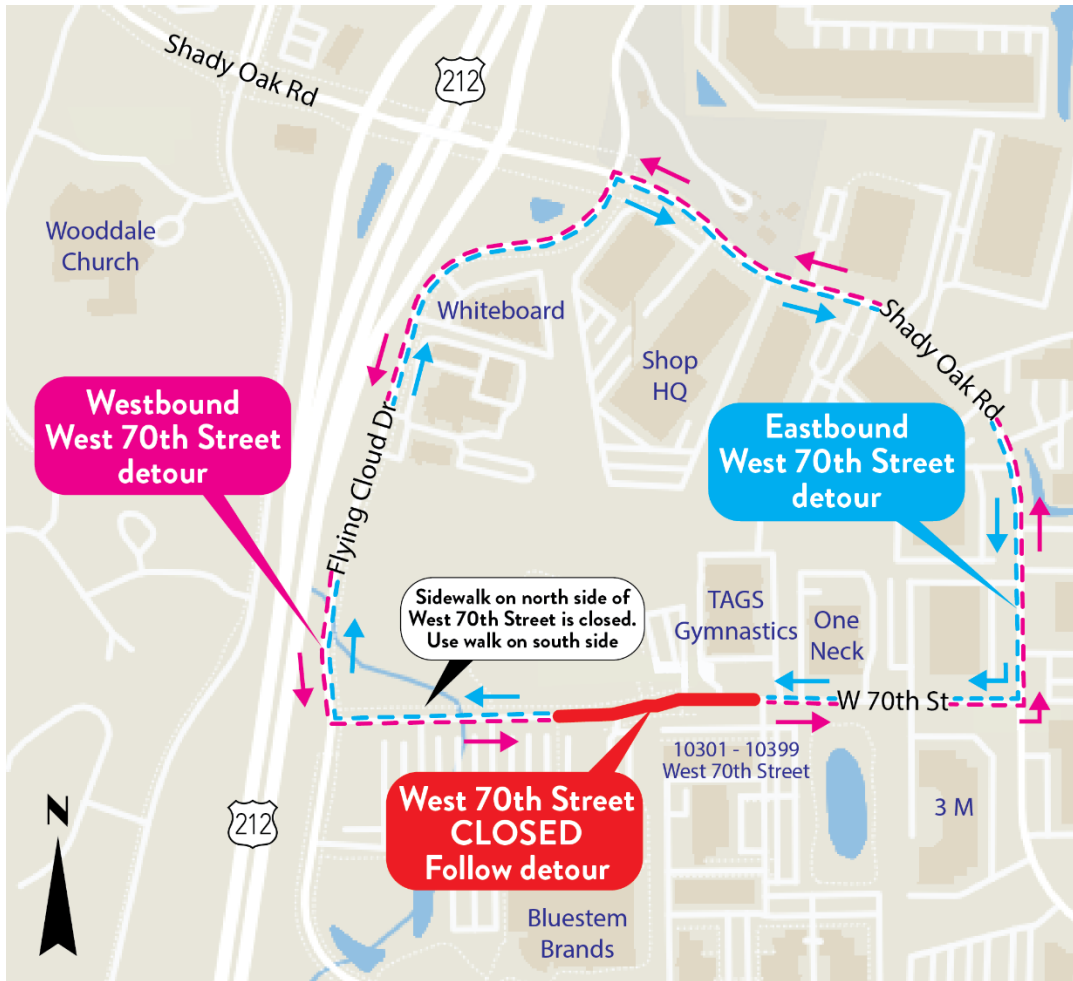 Shady Oak Rd
212
Wooddale
Church
Whiteboard
Shop
HQ
Shady Oak Rd
Westbound
West 70th Street
detour
Eastbound
West 70th Street
detour
Flying Cloud Dr
Sidewalk on north side of
West 70th Street is closed.
Use walk on south side
TAGS
Gymnastics
One
Neck
W 70th St
10301 - 10399
West 70th Street
West 70th Street
CLOSED
Follow detour
3 M
212
N
Bluestem
Brands